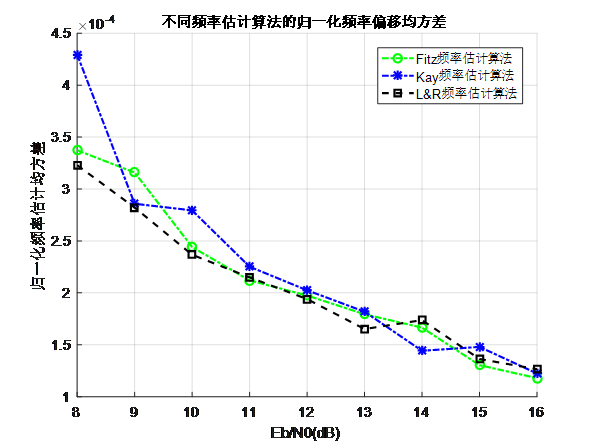 不同频率估计算法的归一化频率偏移均方差
×10^-4
4.5
4
3.5
3
2.5
2
1.5
1
归一化频率估计均方差
Fitz频率估计算法
Kay频率估计算法
L&R频率估计算法
8 9 10 11 12 13 14 15 16
Eb/N0(dB)